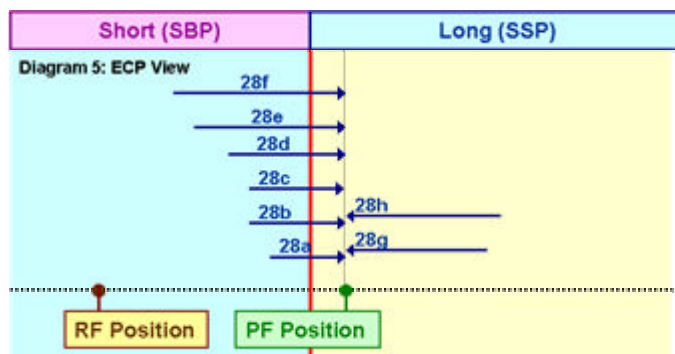 Short (SBP)
Long (SSP)
Diagram 5: ECP View
28f
28e
28d
28c
28h
28b
28g
28a
RF Position
PF Position